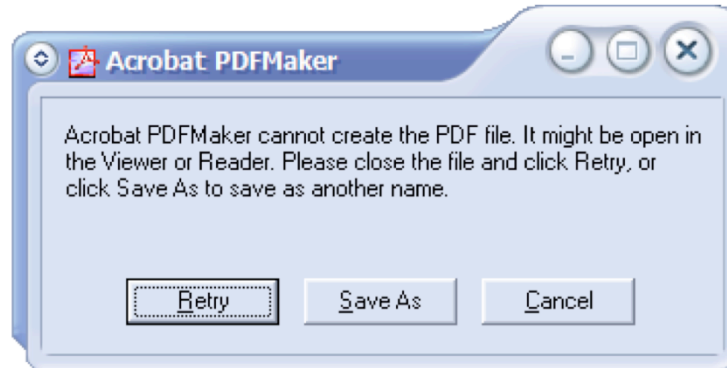 Acrobat PDFMaker
Acrobat PDFMaker cannot create the PDF file. It might be open in
the Viewer or Reader. Please close the file and click Retry, or
click Save As to save as another name.
Retry Save As Cancel